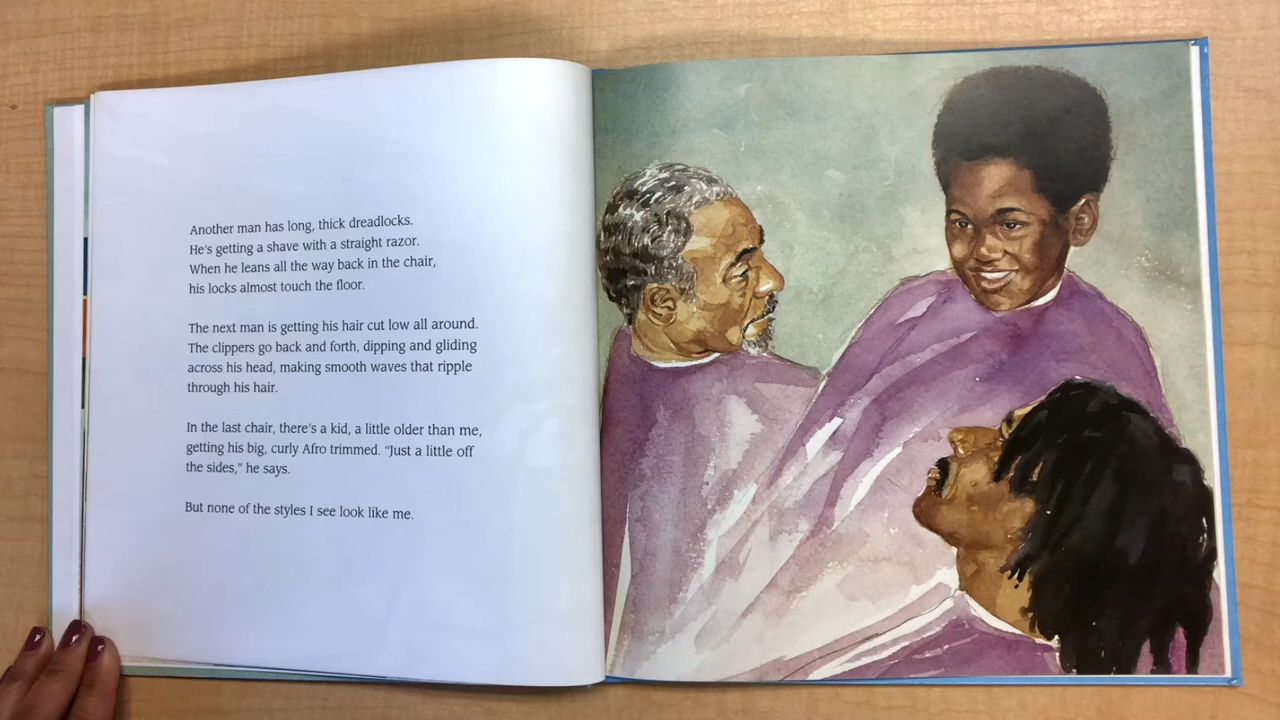 Another man has long, thick dreadlocks.
He's getting a shave with a straight razor.
When he leans all the way back in the chair,
his locks almost touch the floor.
The next man is getting his hair cut low all around.
The clippers go back and forth, dipping and gliding
across his head, making smooth waves that ripple
through his hair.
In the last chair, there's a kid, a little older than me,
getting his big, curly Afro trimmed. “Just a little off
the sides,” he says.
But none of the styles I see look like me.